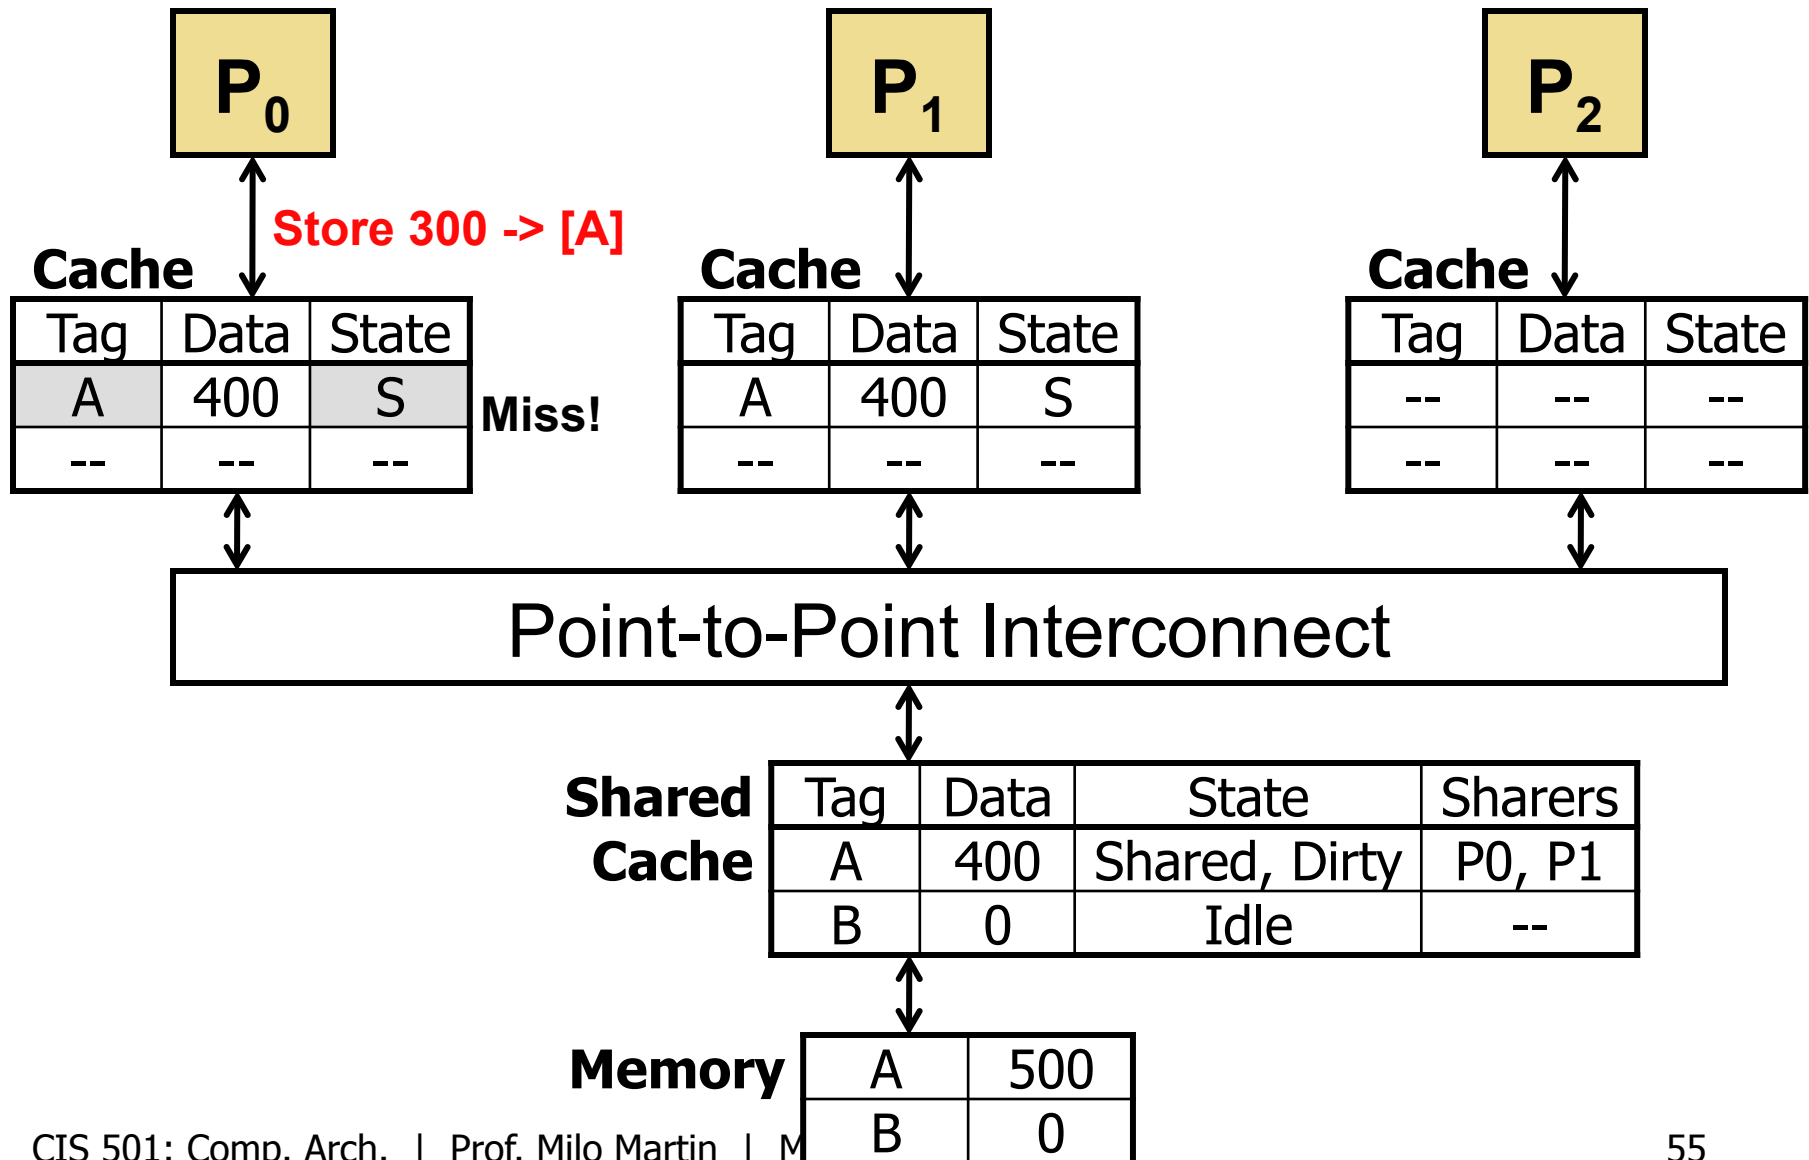 P0 P1 P2
Store 300 -> [A]
Cache Cache Cache
Tag Data State Tag Data State Tag Data State
A 400 S Miss! A 400 S -- -- --
-- -- -- -- -- -- -- -- --
Point-to-Point Interconnect
Shared Tag Data State Sharers
Cache A 400 Shared, Dirty P0, P1
B 0 Idle --
Memory A 500
B 0
CIS 501: Comp. Arch. | Prof. Milo Martin | M 55